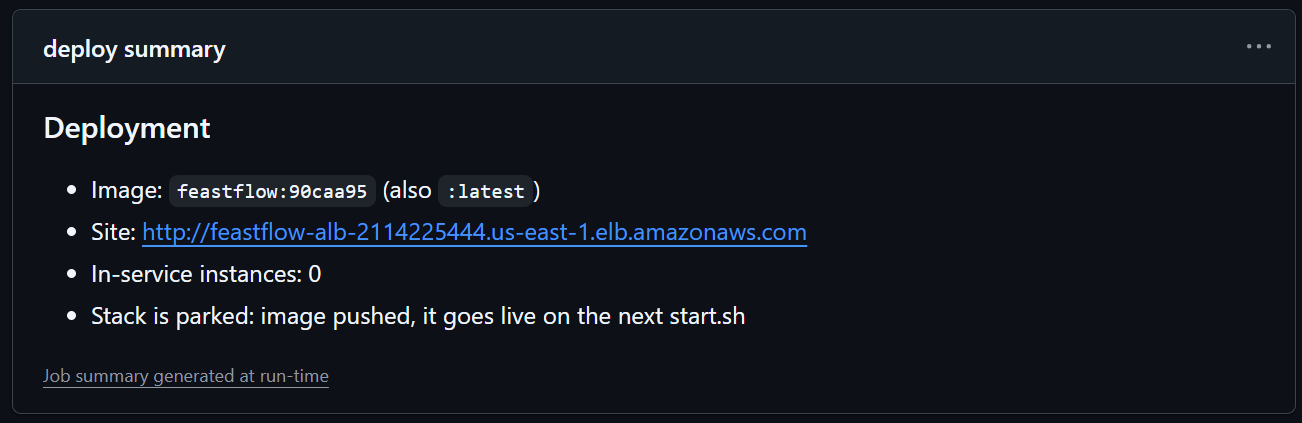 deploy summary
Deployment
Image: feastflow:90caa95 (also :latest)
Site: http://feastflow-alb-2114225444.us-east-1.elb.amazonaws.com
In-service instances: 0
Stack is parked: image pushed, it goes live on the next start.sh
Job summary generated at run-time